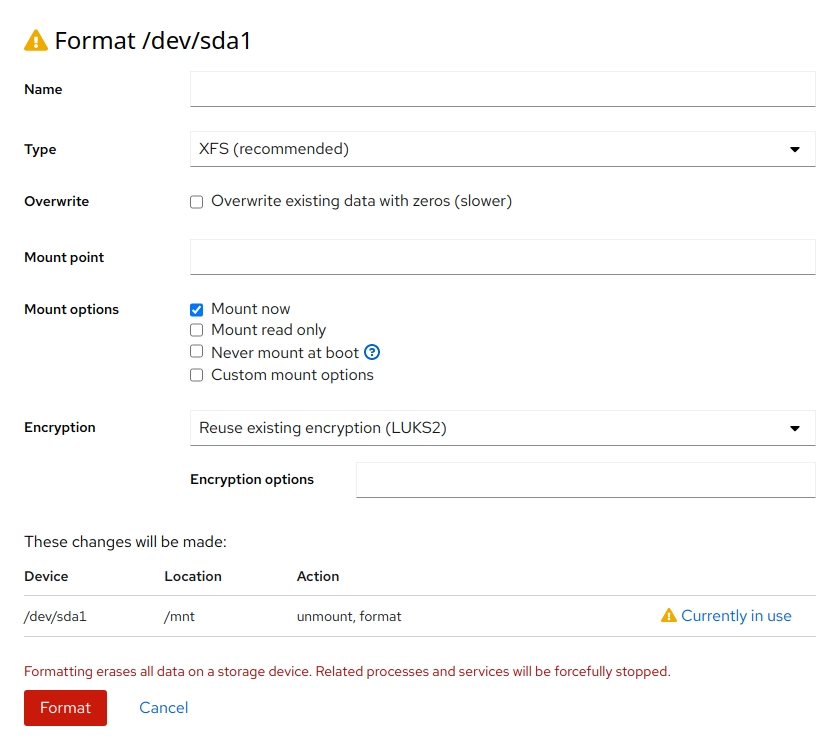 Format /dev/sda1
Name
Type XFS (recommended)
Overwrite Overwrite existing data with zeros (slower)
Mount point
Mount options Mount now
Mount read only
Never mount at boot
Custom mount options
Encryption Reuse existing encryption (LUKS2)
Encryption options
These changes will be made:
Device Location Action
/dev/sda1 /mnt unmount, format Currently in use
Formatting erases all data on a storage device. Related processes and services will be forcefully stopped.
Format Cancel